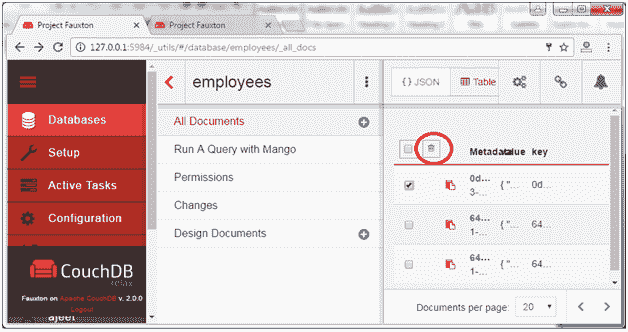 Project Fauxton
Project Fauxton
127.0.0.1:5984/_utils/#/database/employees/_all_docs
employees
{ } JSON
Table
Databases
Setup
Active Tasks
Configuration
CouchDB
relax
Fauxton on Apache CouchDB v. 2.0.0
Logout
All Documents
Run A Query with Mango
Permissions
Changes
Design Documents
Metadata
value
key
0d...
3-...
{ "...
0d...
64...
1-...
{ "...
64...
64...
1-...
{ "...
64...
Documents per page:
20